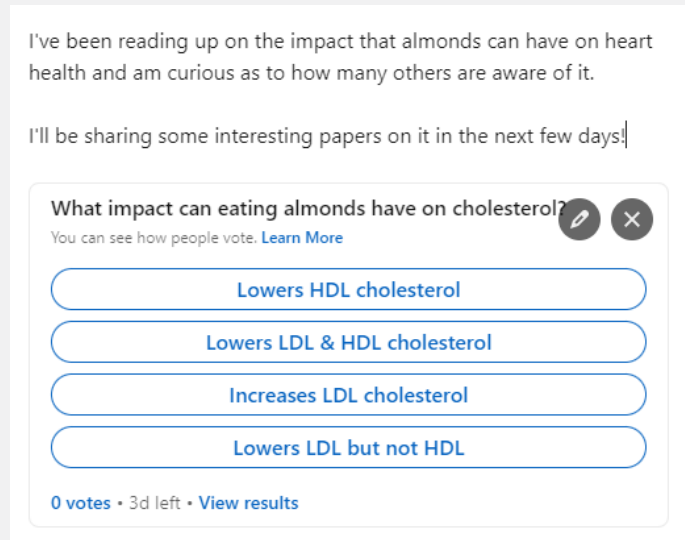 I've been reading up on the impact that almonds can have on heart
health and am curious as to how many others are aware of it.
I'll be sharing some interesting papers on it in the next few days!
What impact can eating almonds have on cholesterol?
You can see how people vote. Learn More
Lowers HDL cholesterol
Lowers LDL & HDL cholesterol
Increases LDL cholesterol
Lowers LDL but not HDL
0 votes • 3d left • View results